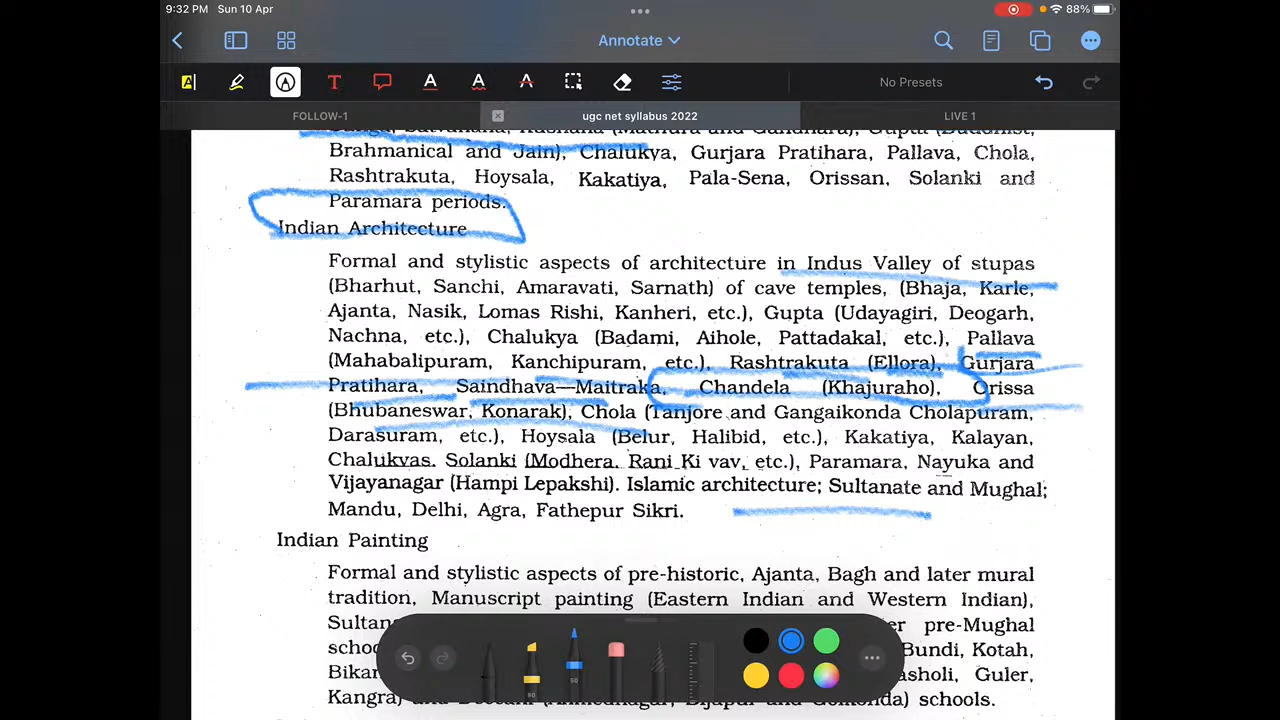 9:32 PM Sun 10 Apr
88%
Annotate
No Presets
FOLLOW-1
ugc net syllabus 2022
LIVE 1
Brahmanical and Jain), Chalukya, Gurjara Pratihara, Pallava, Chola,
Rashtrakuta, Hoysala, Kakatiya, Pala-Sena, Orissan, Solanki and
Paramara periods.
Indian Architecture
Formal and stylistic aspects of architecture in Indus Valley of stupas
(Bharhut, Sanchi, Amaravati, Sarnath) of cave temples, (Bhaja, Karle,
Ajanta, Nasik, Lomas Rishi, Kanheri, etc.), Gupta (Udayagiri, Deogarh,
Nachna, etc.), Chalukya (Badami, Aihole, Pattadakal, etc.), Pallava
(Mahabalipuram, Kanchipuram, etc.), Rashtrakuta (Ellora), Gurjara
Pratihara, Saindhava—Maitraka, Chandela (Khajuraho), Orissa
(Bhubaneswar, Konarak), Chola (Tanjore and Gangaikonda Cholapuram,
Darasuram, etc.), Hoysala (Belur, Halibid, etc.), Kakatiya, Kalayan,
Chalukyas. Solanki (Modhera. Rani Ki vav, etc.), Paramara, Nayuka and
Vijayanagar (Hampi Lepakshi). Islamic architecture; Sultanate and Mughal;
Mandu, Delhi, Agra, Fathepur Sikri.
Indian Painting
Formal and stylistic aspects of pre-historic, Ajanta, Bagh and later mural
tradition, Manuscript painting (Eastern Indian and Western Indian),
pre-Mughal
Bundi, Kotah,
Guler,
Kangra) schools.